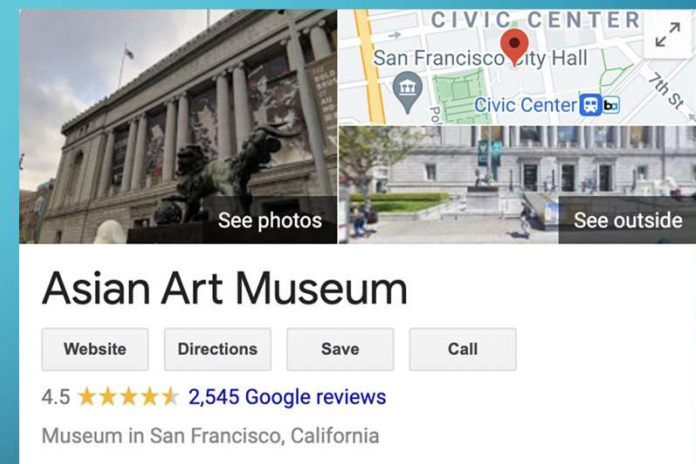 CIVIC CENTER
San Francisco City Hall
Po
Civic Center
7th St
See photos
See outside
Asian Art Museum
Website
Directions
Save
Call
4.5
2,545 Google reviews
Museum in San Francisco, California